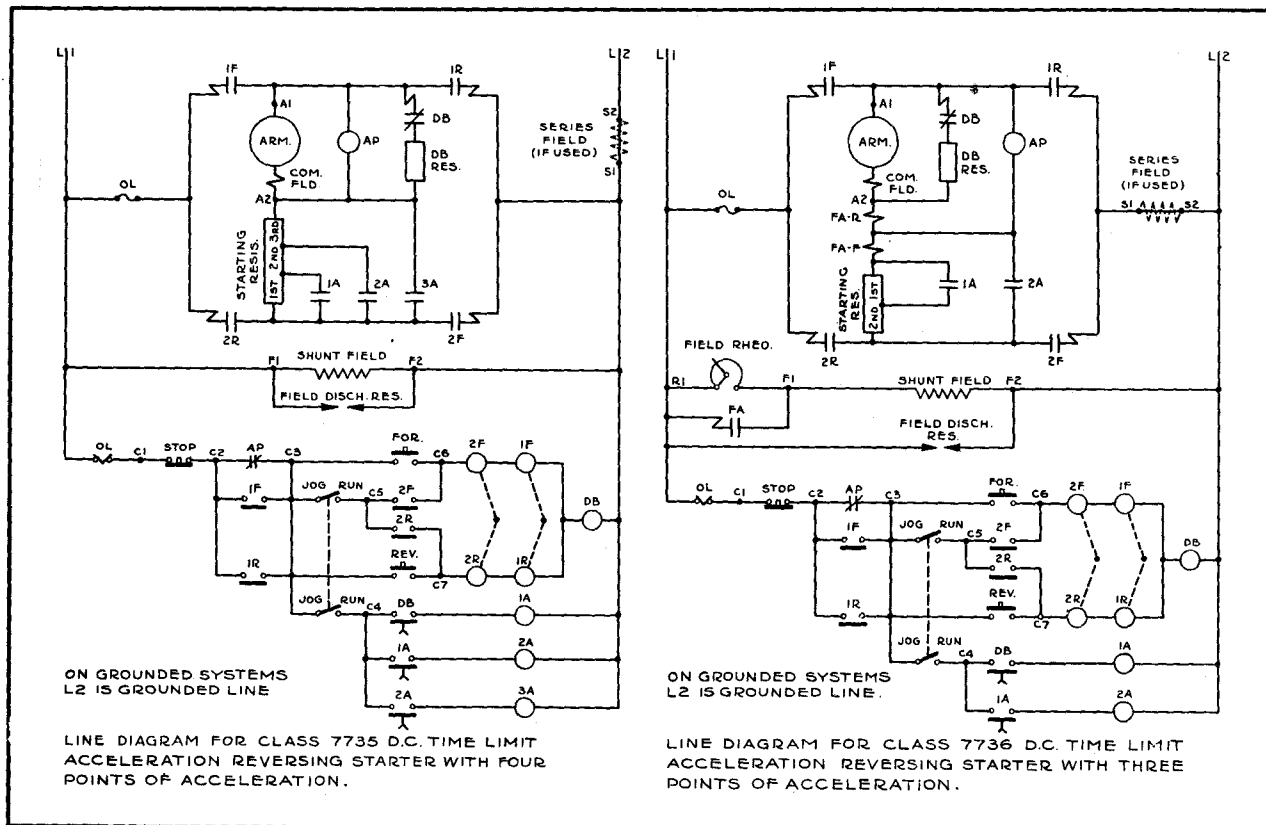 L1
L2
1F
1R
A1
ARM.
AP
DB
DB
RES.
COM.
FLD.
A2
OL
SERIES
FIELD
(IF USED)
S2
S1
STARTING
RESIS.
1ST 2ND 3RD
1A
2A
3A
2R
2F
F1
SHUNT FIELD
F2
FIELD DISCH. RES.
OL
C1
STOP
C2
AP
C3
FOR.
C6
2F
1F
1F
JOG
RUN
C5
2F
2R
DB
1R
REV.
C7
2R
1R
JOG
RUN
C4
DB
1A
1A
2A
2A
3A
ON GROUNDED SYSTEMS
L2 IS GROUNDED LINE
LINE DIAGRAM FOR CLASS 7735 D.C. TIME LIMIT
ACCELERATION REVERSING STARTER WITH FOUR
POINTS OF ACCELERATION.
L1
L2
1F
1R
A1
ARM.
DB
AP
DB
RES.
COM.
FLD.
A2
FA-R
FA-F
OL
SERIES
FIELD
(IF USED)
S1
S2
STARTING
RES.
2ND 1ST
1A
2A
2R
2F
FIELD RHEO.
R1
F1
SHUNT FIELD
F2
FA
FIELD DISCH.
RES.
OL
C1
STOP
C2
AP
C3
FOR.
C6
2F
1F
1F
JOG
RUN
C5
2F
2R
DB
1R
REV.
C7
2R
1R
JOG
RUN
C4
DB
1A
1A
2A
ON GROUNDED SYSTEMS
L2 IS GROUNDED LINE.
LINE DIAGRAM FOR CLASS 7736 D.C. TIME LIMIT
ACCELERATION REVERSING STARTER WITH THREE
POINTS OF ACCELERATION.